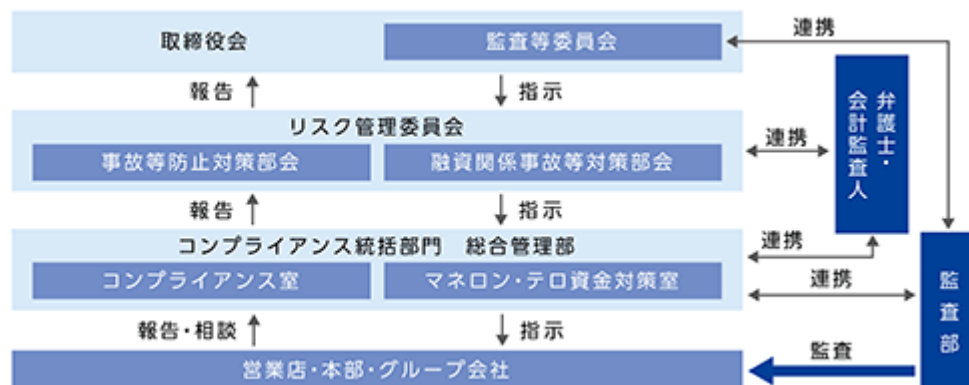 取締役会
監査等委員会
連携
報告
指示
弁護士・
会計監査人
リスク管理委員会
連携
事故等防止対策部会
融資関係事故等対策部会
報告
指示
コンプライアンス統括部門　総合管理部
連携
コンプライアンス室
マネロン・テロ資金対策室
連携
監査部
報告・相談
指示
監査
営業店・本部・グループ会社